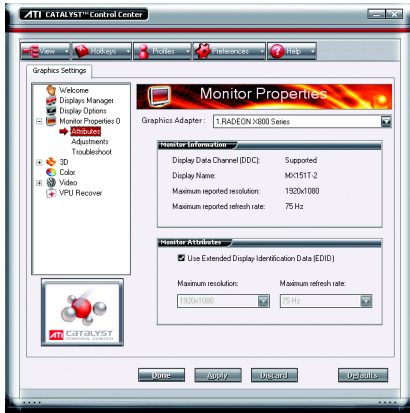 ATI CATALYST™ Control Center
View Hotkeys Profiles Preferences Help
Graphics Settings
Welcome
Displays Manager
Display Options
Monitor Properties 0
Attributes
Adjustments
Troubleshoot
3D
Color
Video
VPU Recover
ATI CATALYST
CONTROL CENTER
Monitor Properties
Graphics Adapter : 1.RADEON X800 Series
Monitor Information
Display Data Channel (DDC): Supported
Display Name: MX151T-2
Maximum reported resolution: 1920x1080
Maximum reported refresh rate: 75 Hz
Monitor Attributes
Use Extended Display Identification Data (EDID)
Maximum resolution: Maximum refresh rate:
1920x1080 75 Hz
Done Apply Discard Defaults